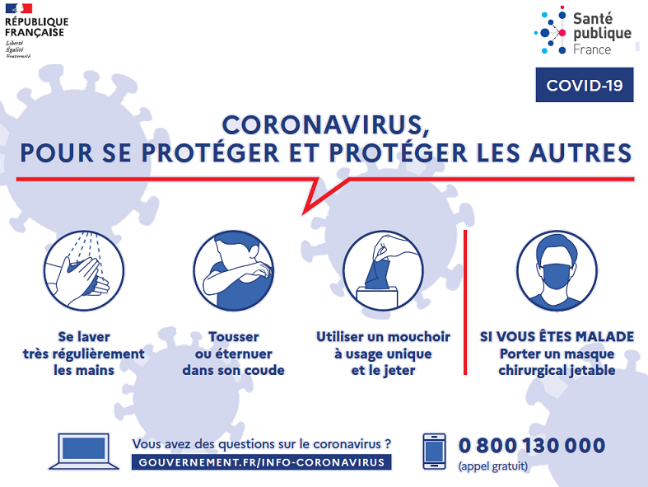 RÉPUBLIQUE
FRANÇAISE
Liberté
Égalité
Fraternité
Santé
publique
France
COVID-19
CORONAVIRUS,
POUR SE PROTÉGER ET PROTÉGER LES AUTRES
Se laver
très régulièrement
les mains
Tousser
ou éternuer
dans son coude
Utiliser un mouchoir
à usage unique
et le jeter
SI VOUS ÊTES MALADE
Porter un masque
chirurgical jetable
Vous avez des questions sur le coronavirus ?
GOUVERNEMENT.FR/INFO-CORONAVIRUS
0 800 130 000
(appel gratuit)